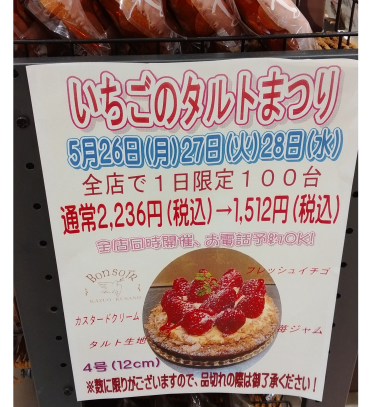 いちごのタルトまつり
5月26日(月)27日(火)28日(水)
全店で1日限定100台
通常2,236円(税込)→1,512円(税込)
全店同時開催、お電話予約OK!
Bonsoir
フレッシュイチゴ
カスタードクリーム
苺ジャム
タルト生地
4号(12cm)
※数に限りがございますので、品切れの際は御了承ください!